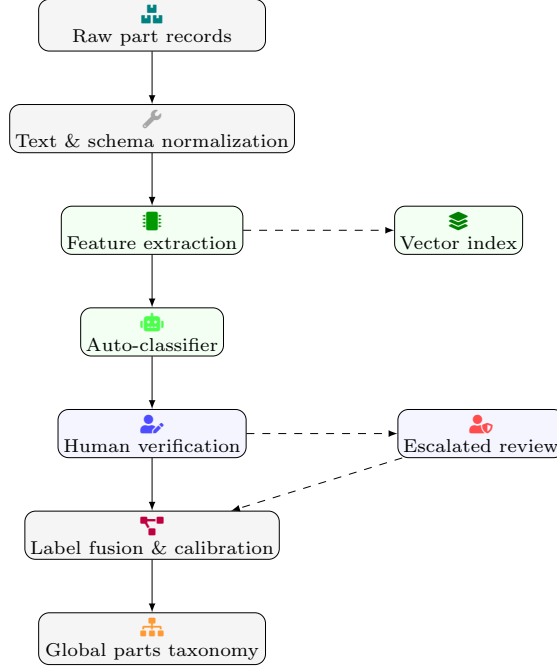 Raw part records
Text & schema normalization
Feature extraction
Vector index
Auto-classifier
Human verification
Escalated review
Label fusion & calibration
Global parts taxonomy